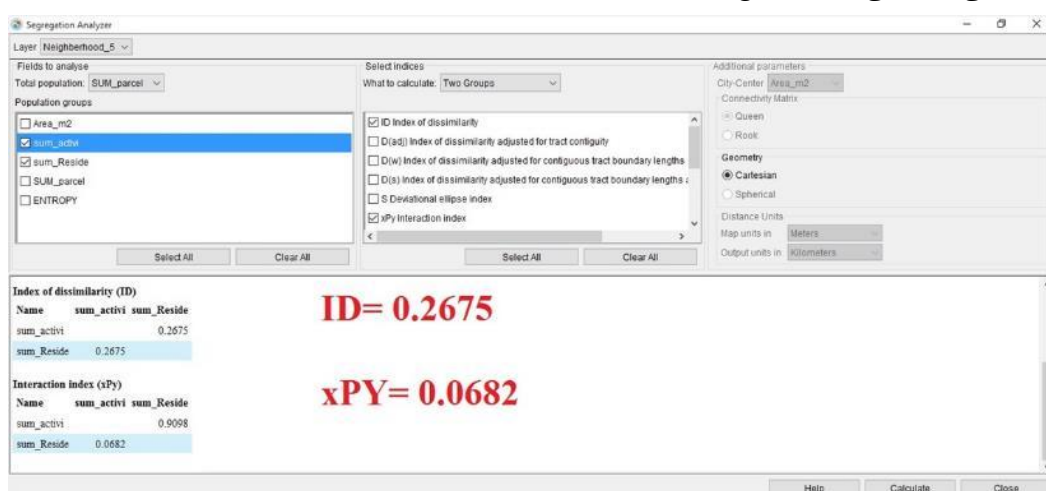 Segregation Analyzer
Layer Neighberhood_5
Fields to analyse
Total population: SUM_parcel
Population groups
Area_m2
sum_activi
sum_Reside
SUM_parcel
ENTROPY
Select All Clear All
Select indices
What to calculate: Two Groups
ID Index of dissimilarity
D(adj) Index of dissimilarity adjusted for tract contiguity
D(w) Index of dissimilarity adjusted for contiguous tract boundary lengths
D(s) Index of dissimilarity adjusted for contiguous tract boundary lengths a
S Deviational ellipse index
xPy Interaction index
Select All Clear All
Additional parameters
City-Center Area_m2
Connectivity Matrix
Queen
Rook
Geometry
Cartesian
Spherical
Distance Units
Map units in Meters
Output units in Kilometers
Index of dissimilarity (ID)
Name sum_activi sum_Reside
sum_activi 0.2675
sum_Reside 0.2675
ID= 0.2675
Interaction index (xPy)
Name sum_activi sum_Reside
sum_activi 0.9098
sum_Reside 0.0682
xPY= 0.0682
Help Calculate Close